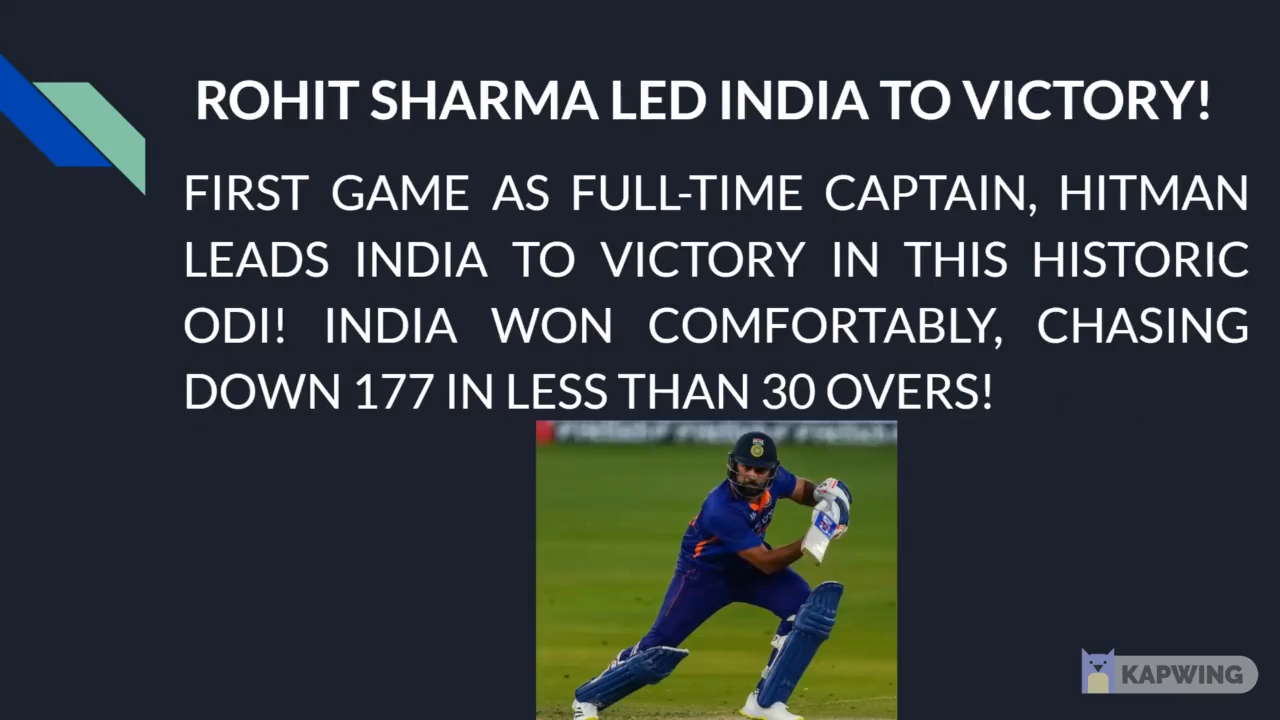 ROHIT SHARMA LED INDIA TO VICTORY!
FIRST GAME AS FULL-TIME CAPTAIN, HITMAN
LEADS INDIA TO VICTORY IN THIS HISTORIC
ODI! INDIA WON COMFORTABLY, CHASING
DOWN 177 IN LESS THAN 30 OVERS!
KAPWING